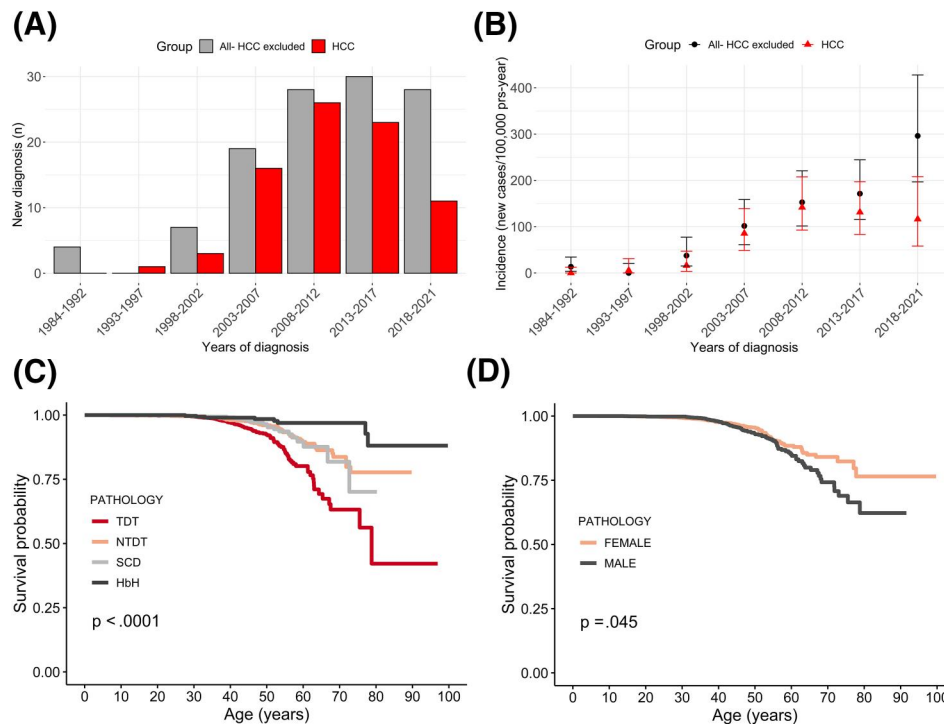 (A)
Group All- HCC excluded HCC
New diagnosis (n)
30
20
10
0
1984-1992
1993-1997
1998-2002
2003-2007
2008-2012
2013-2017
2018-2021
Years of diagnosis
(B)
Group All- HCC excluded HCC
Incidence (new cases/100,000 prs-year)
400
300
200
100
0
1984-1992
1993-1997
1998-2002
2003-2007
2008-2012
2013-2017
2018-2021
Years of diagnosis
(C)
Survival probability
1.00
0.75
0.50
0.25
0.00
PATHOLOGY
TDT
NTDT
SCD
HbH
p <.0001
0 10 20 30 40 50 60 70 80 90 100
Age (years)
(D)
Survival probability
1.00
0.75
0.50
0.25
0.00
PATHOLOGY
FEMALE
MALE
p =.045
0 10 20 30 40 50 60 70 80 90 100
Age (years)